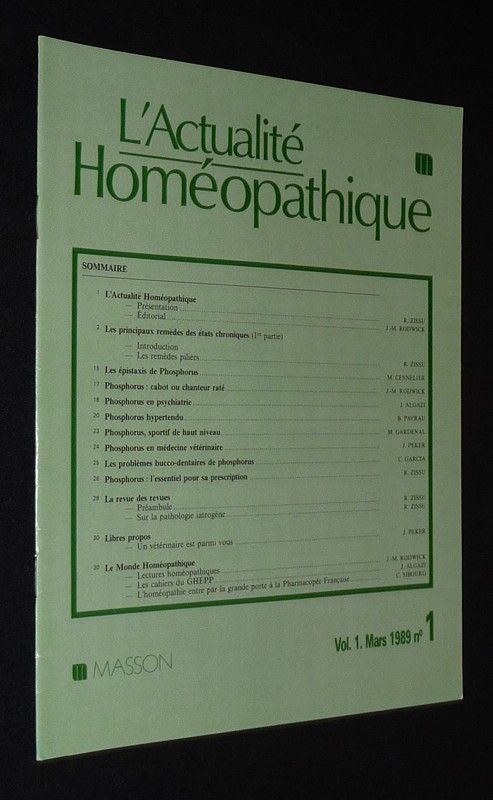 L'Actualité
Homéopathique
SOMMAIRE
1 L'Actualité Homéopathique
— Présentation R. ZISSU
— Éditorial J.-M. RODWICK
2 Les principaux remèdes des états chroniques (1re partie)
— Introduction
— Les remèdes piliers R. ZISSU
16 Les épistaxis de Phosphorus M. CENNELIER
17 Phosphorus : cabot ou chanteur raté J.-M. RODWICK
18 Phosphorus en psychiatrie J. ALGAZI
20 Phosphorus hypertendu B. PAYRAU
23 Phosphorus, sportif de haut niveau M. GARDENAL
24 Phosphorus en médecine vétérinaire J. PEKER
25 Les problèmes bucco-dentaires de phosphorus C. GARCIA
26 Phosphorus : l'essentiel pour sa prescription R. ZISSU
28 La revue des revues
— Préambule R. ZISSU
— Sur la pathologie iatrogène R. ZISSU
30 Libres propos
— Un vétérinaire est parmi vous J. PEKER
30 Le Monde Homéopathique
— Lectures homéopathiques J.-M. RODWICK
— Les cahiers du GHEPP J. ALGAZI
— L'homéopathie entre par la grande porte à la Pharmacopée Française C. SIBOURG
Vol. 1. Mars 1989 nº 1
MASSON